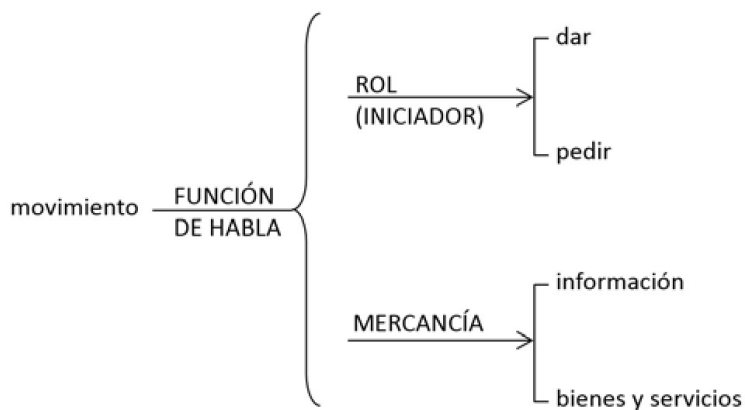 dar
ROL
(INICIADOR)
pedir
movimiento
FUNCIÓN
DE HABLA
información
MERCANCÍA
bienes y servicios